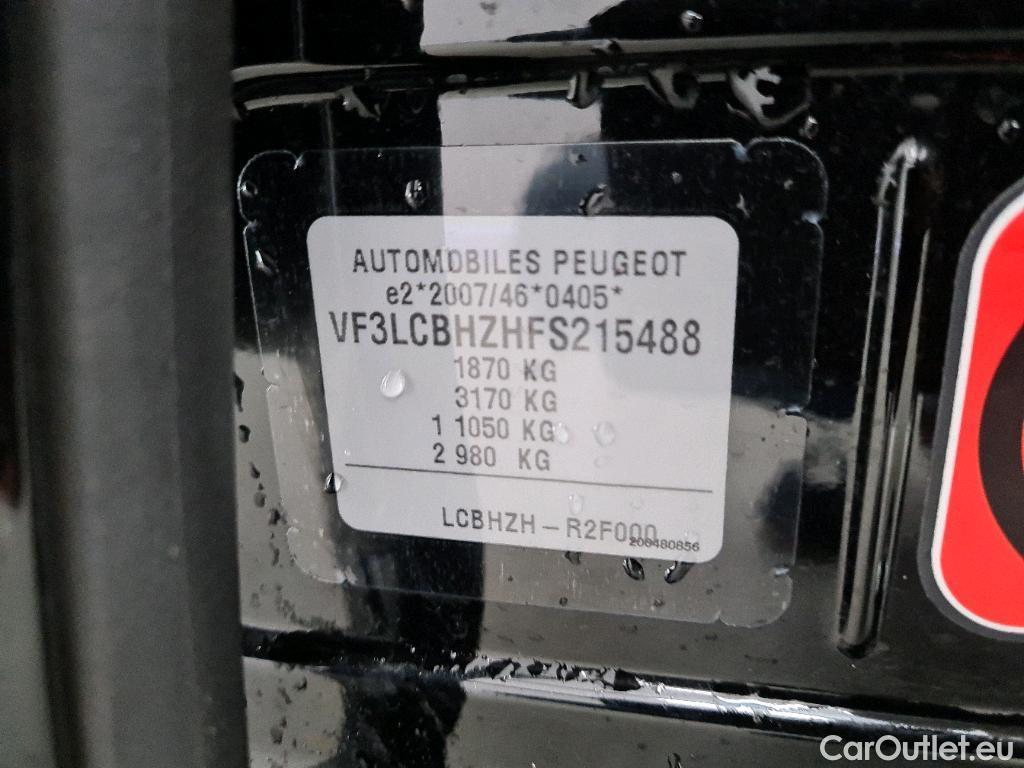 AUTOMOBILES PEUGEOT
e2*2007/46*0405*
VF3LCBHZHFS215488
1870 KG
3170 KG
1 1050 KG
2 980 KG
LCBHZH - R2F000
200480856
CarOutlet.eu